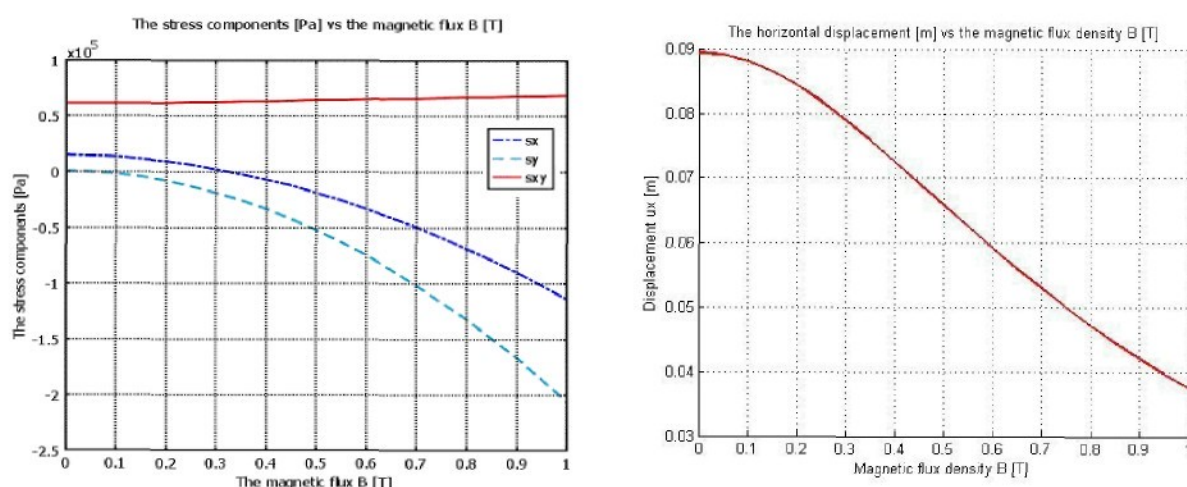 The stress components [Pa] vs the magnetic flux B [T]
x10^5
1
0.5
0
-0.5
-1
-1.5
-2
-2.5
The stress components [Pa]
sx
sy
sxy
0 0.1 0.2 0.3 0.4 0.5 0.6 0.7 0.8 0.9 1
The magnetic flux B [T]
The horizontal displacement [m] vs the magnetic flux density B [T]
0.09
0.08
0.07
0.06
0.05
0.04
0.03
Displacement ux [m]
0 0.1 0.2 0.3 0.4 0.5 0.6 0.7 0.8 0.9 1
Magnetic flux density B [T]